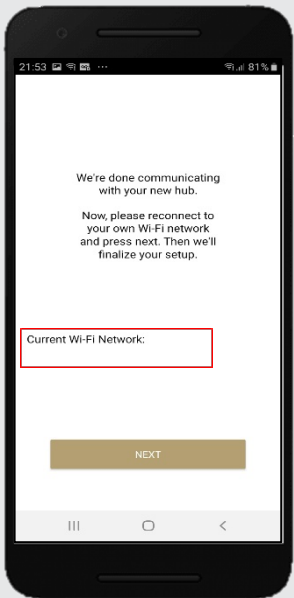 21:53 ... 81%
We're done communicating
with your new hub.
Now, please reconnect to
your own Wi-Fi network
and press next. Then we'll
finalize your setup.
Current Wi-Fi Network:
NEXT